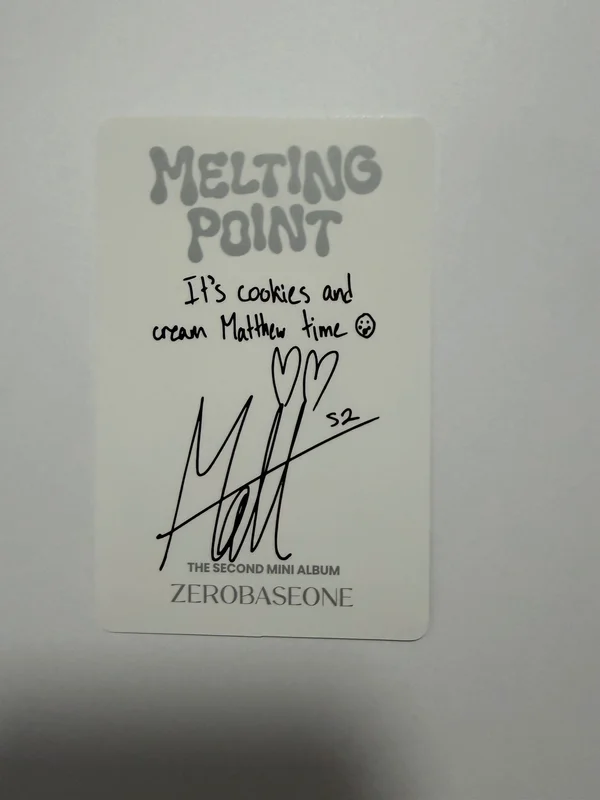 MELTING
POINT
It's cookies and
cream Matthew time
Matt
S2
THE SECOND MINI ALBUM
ZEROBASEONE